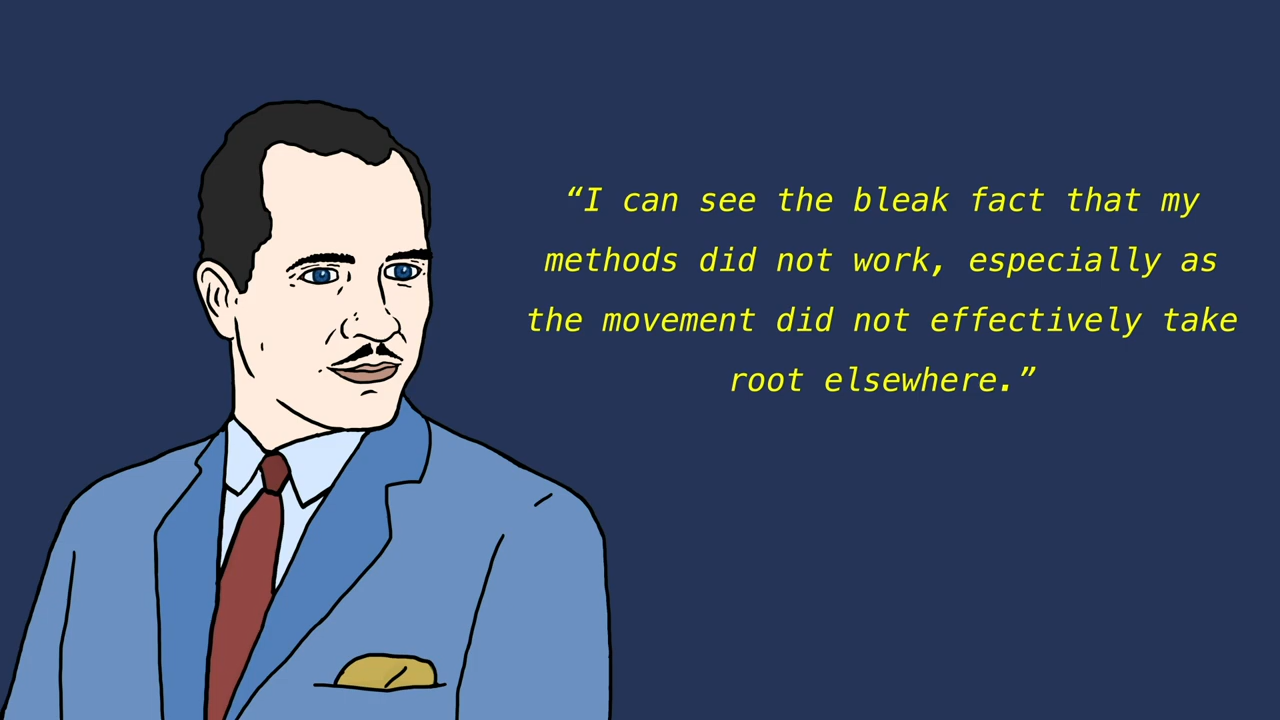 “I can see the bleak fact that my
methods did not work, especially as
the movement did not effectively take
root elsewhere.”